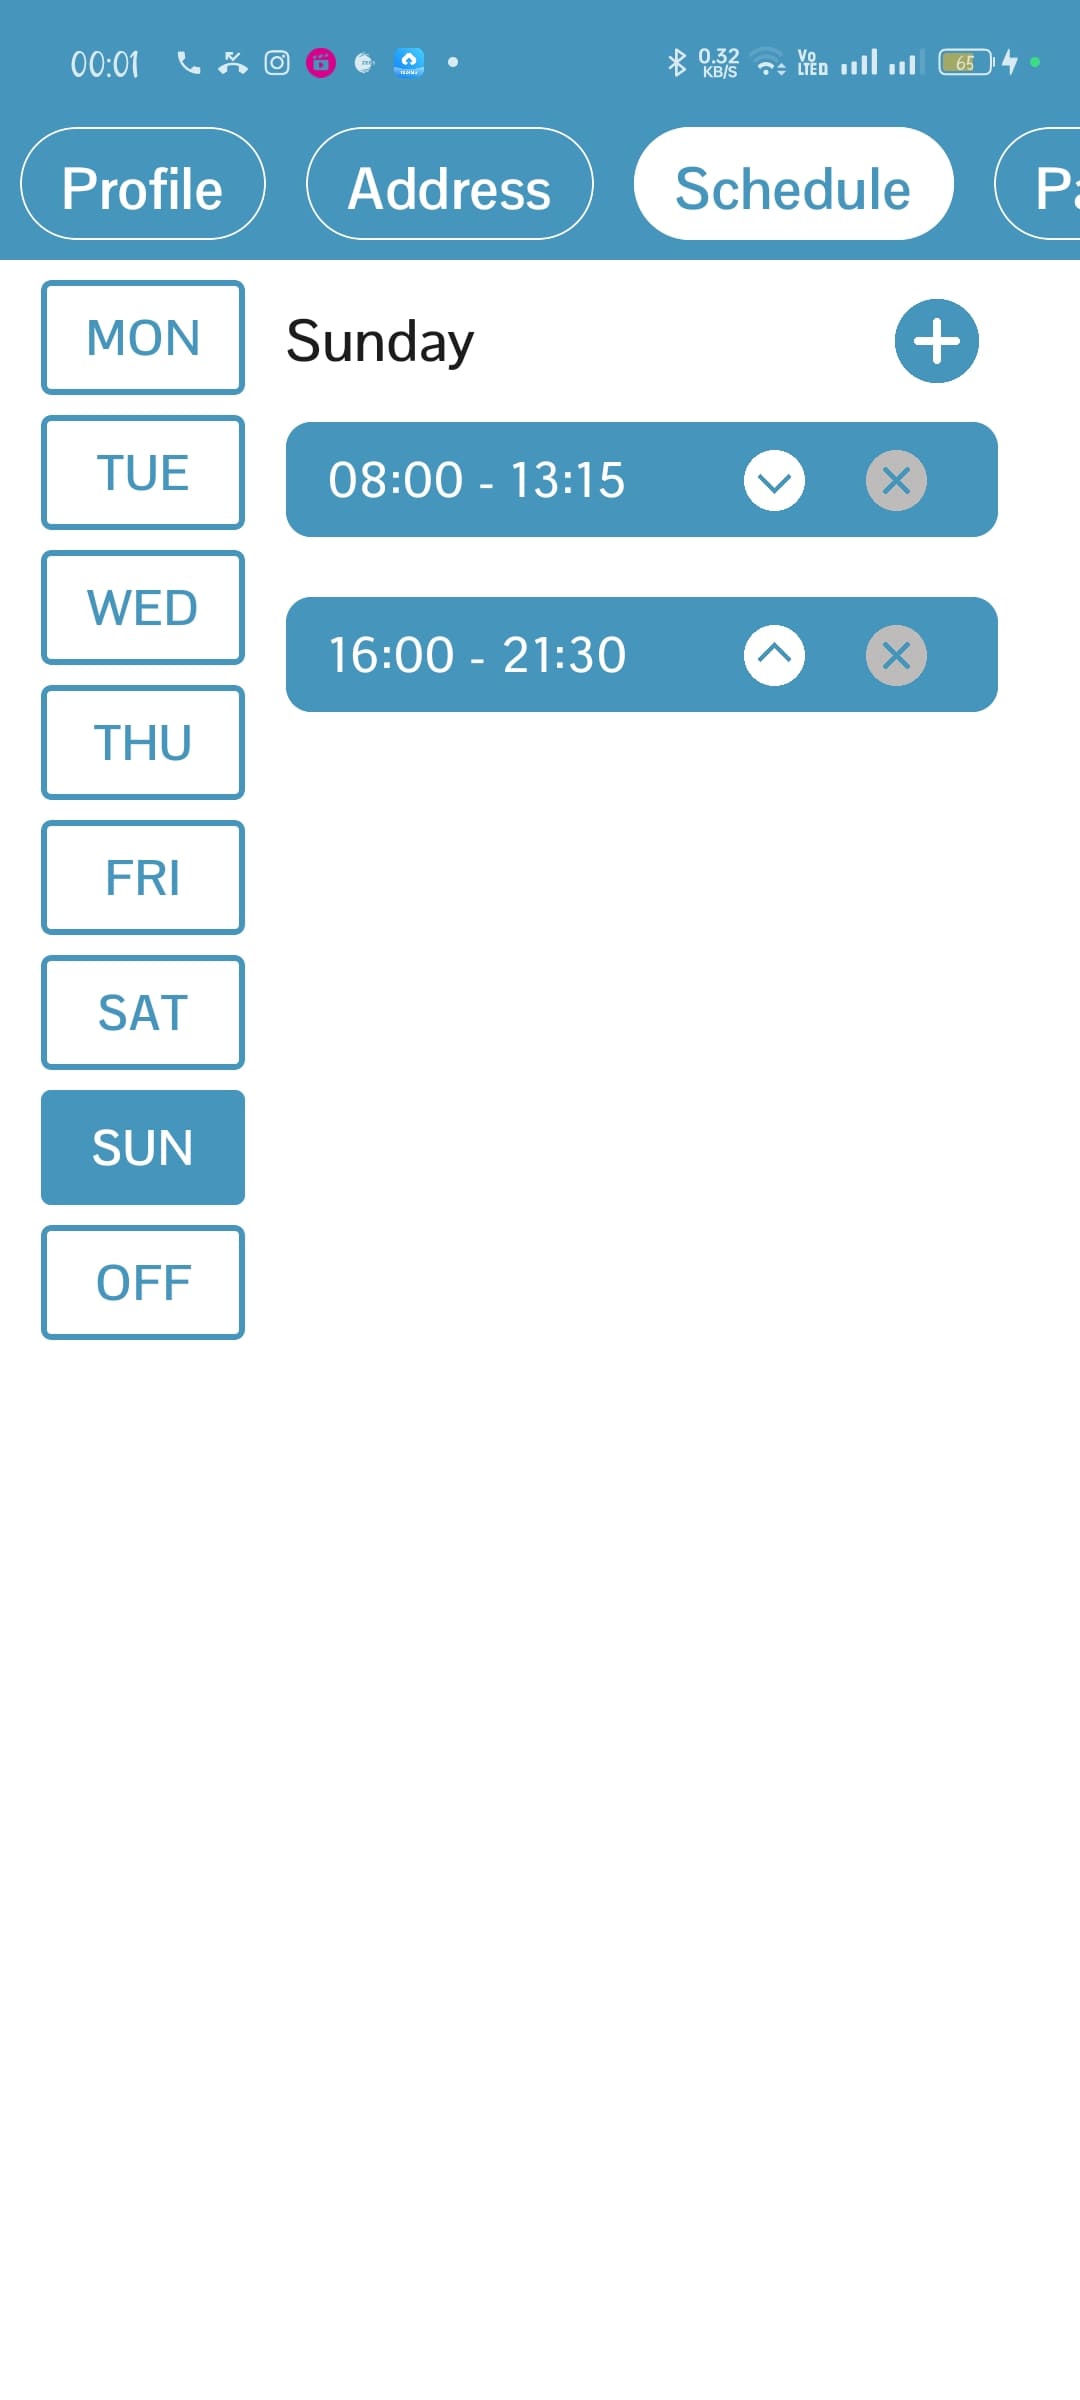 00:01 0.32 KB/S Vo LTED 65
Profile Address Schedule
MON
TUE
WED
THU
FRI
SAT
SUN
OFF
Sunday
08:00 - 13:15
16:00 - 21:30